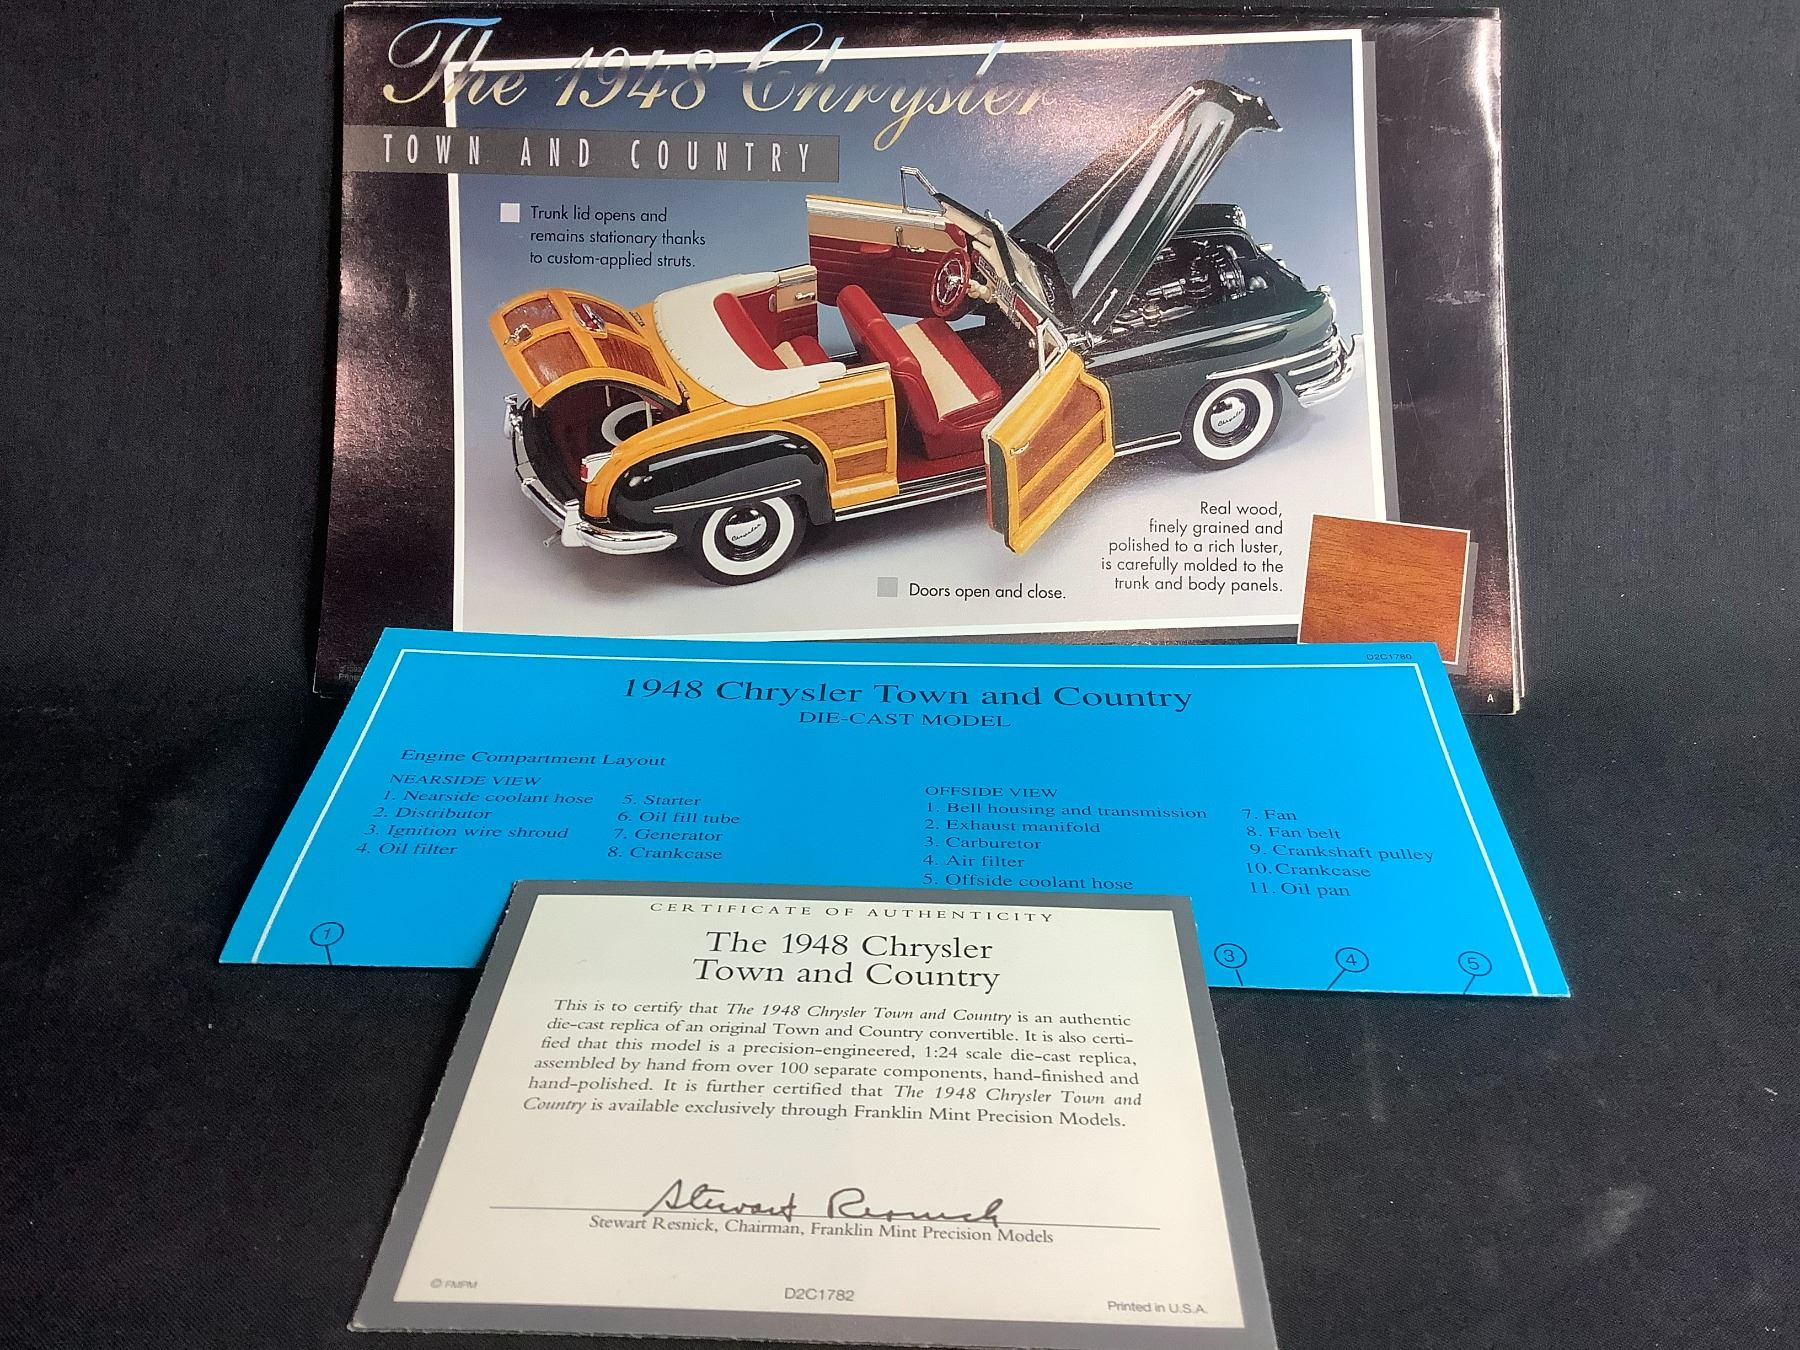 The 1948 Chrysler
TOWN AND COUNTRY
Trunk lid opens and
remains stationary thanks
to custom-applied struts.
Real wood,
finely grained and
polished to a rich luster,
is carefully molded to the
trunk and body panels.
Doors open and close.
Chrysler
Chrysler
A
D2C1780
1948 Chrysler Town and Country
DIE-CAST MODEL
Engine Compartment Layout
NEARSIDE VIEW
1. Nearside coolant hose
2. Distributor
3. Ignition wire shroud
4. Oil filter
5. Starter
6. Oil fill tube
7. Generator
8. Crankcase
OFFSIDE VIEW
1. Bell housing and transmission
2. Exhaust manifold
3. Carburetor
4. Air filter
5. Offside coolant hose
7. Fan
8. Fan belt
9. Crankshaft pulley
10. Crankcase
11. Oil pan
1
3
4
5
CERTIFICATE OF AUTHENTICITY
The 1948 Chrysler
Town and Country
This is to certify that The 1948 Chrysler Town and Country is an authentic
die-cast replica of an original Town and Country convertible. It is also certi-
fied that this model is a precision-engineered, 1:24 scale die-cast replica,
assembled by hand from over 100 separate components, hand-finished and
hand-polished. It is further certified that The 1948 Chrysler Town and
Country is available exclusively through Franklin Mint Precision Models.
Stewart Resnick
Stewart Resnick, Chairman, Franklin Mint Precision Models
© FMPM
D2C1782
Printed in U.S.A.